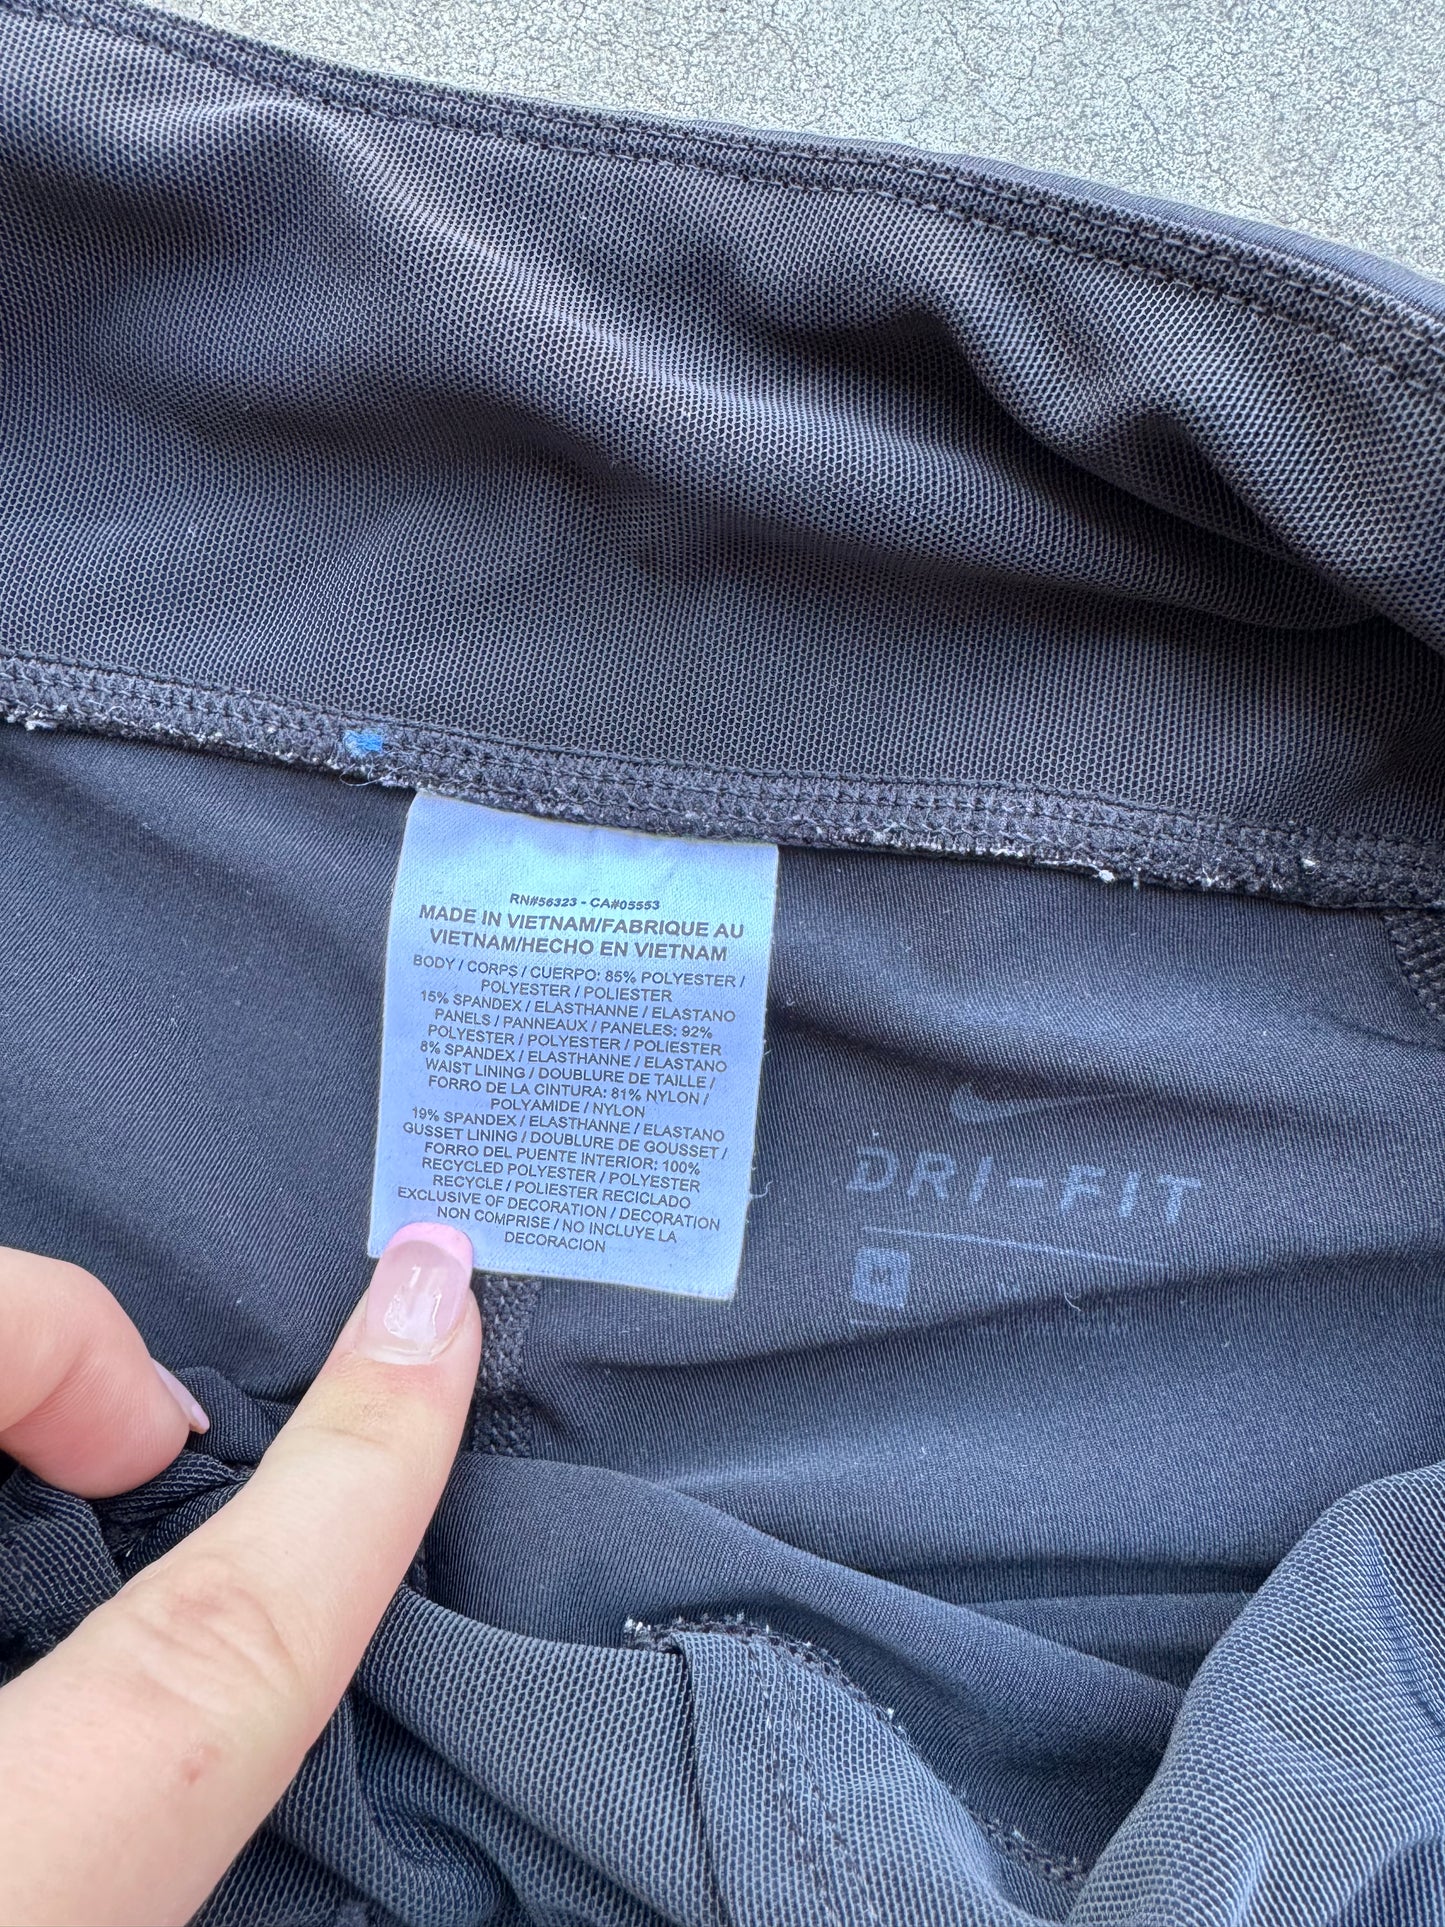 RN#56323 - CA#05553
MADE IN VIETNAM/FABRIQUE AU
VIETNAM/HECHO EN VIETNAM
BODY / CORPS / CUERPO: 85% POLYESTER /
POLYESTER / POLIESTER
15% SPANDEX / ELASTHANNE / ELASTANO
PANELS / PANNEAUX / PANELES: 92%
POLYESTER / POLYESTER / POLIESTER
8% SPANDEX / ELASTHANNE / ELASTANO
WAIST LINING / DOUBLURE DE TAILLE /
FORRO DE LA CINTURA: 81% NYLON /
POLYAMIDE / NYLON
19% SPANDEX / ELASTHANNE / ELASTANO
GUSSET LINING / DOUBLURE DE GOUSSET /
FORRO DEL PUENTE INTERIOR: 100%
RECYCLED POLYESTER / POLYESTER
RECYCLE / POLIESTER RECICLADO
EXCLUSIVE OF DECORATION / DECORATION
NON COMPRISE / NO INCLUYE LA
DECORACION
DRI-FIT
M